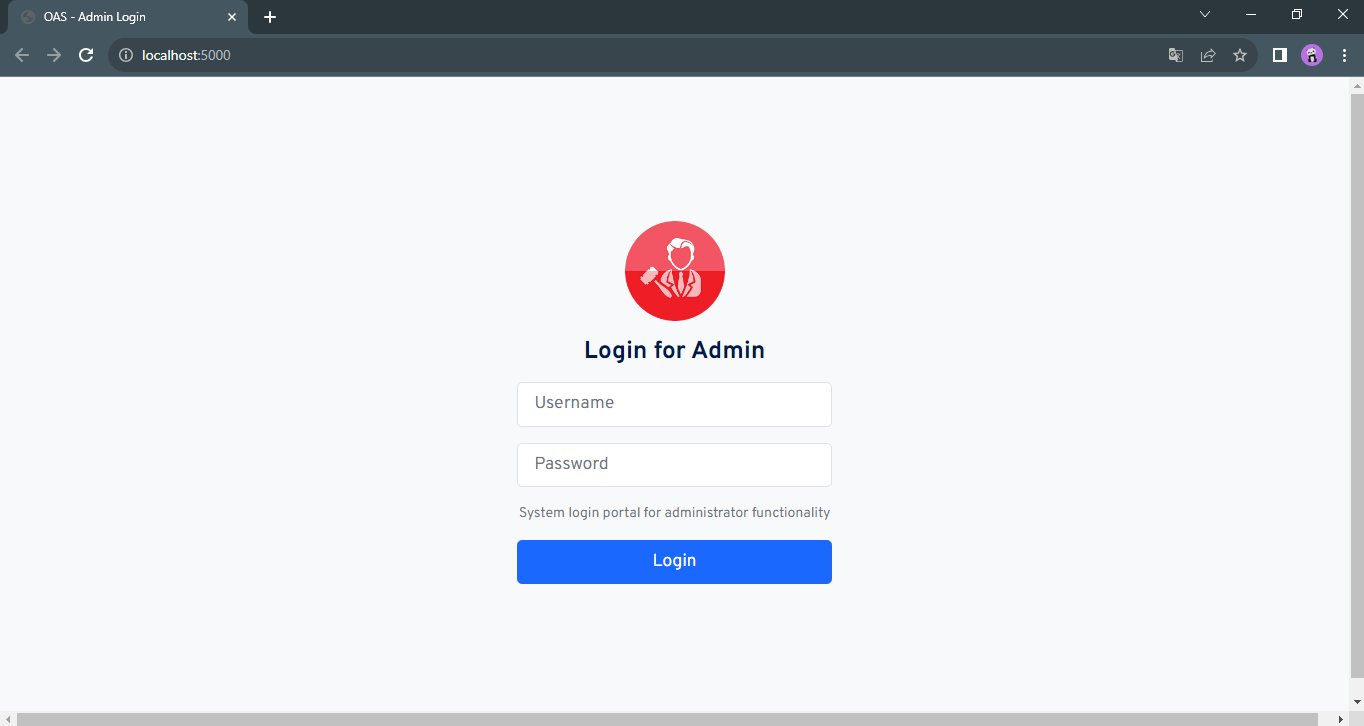 OAS - Admin Login
localhost:5000
Login for Admin
Username
Password
System login portal for administrator functionality
Login